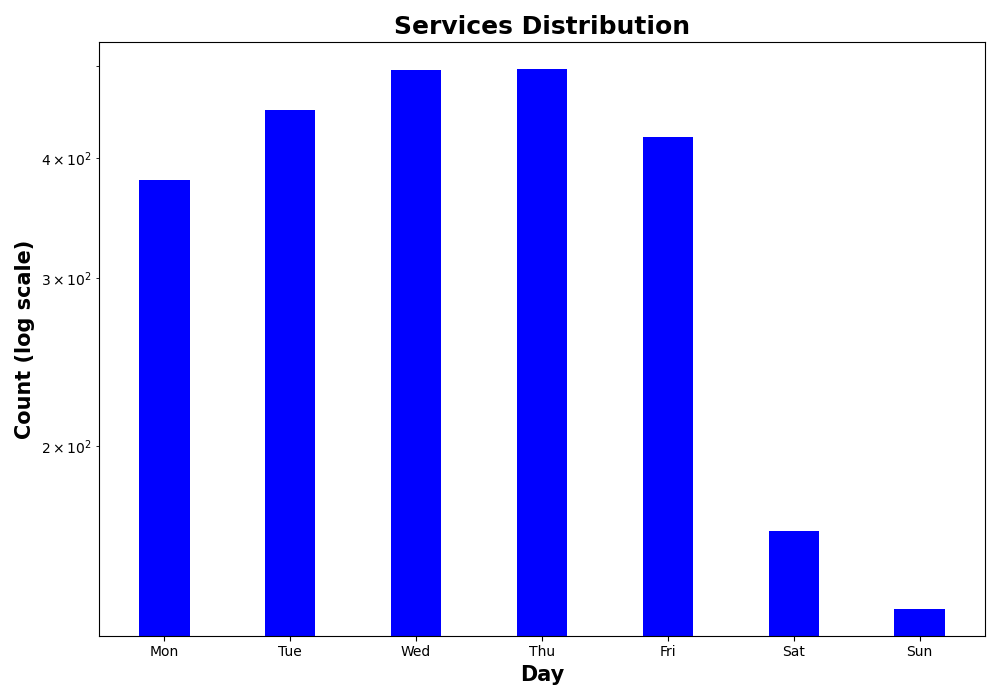 Services Distribution
Count (log scale)
4 × 10²
3 × 10²
2 × 10²
Mon Tue Wed Thu Fri Sat Sun
Day